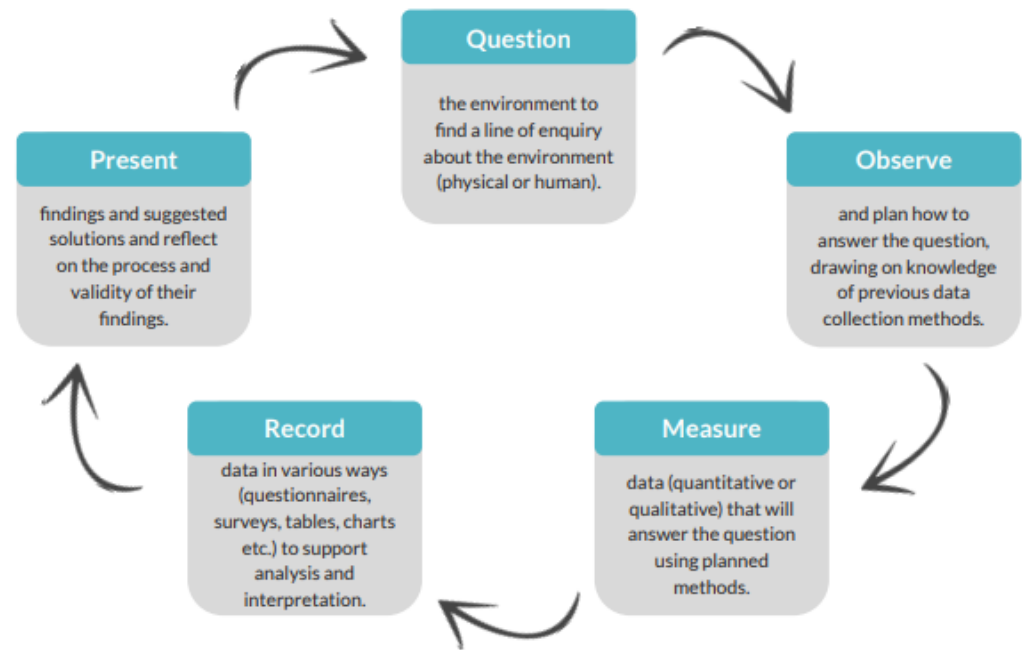 Question
the environment to
find a line of enquiry
about the environment
(physical or human).
Observe
and plan how to
answer the question,
drawing on knowledge
of previous data
collection methods.
Measure
data (quantitative or
qualitative) that will
answer the question
using planned
methods.
Record
data in various ways
(questionnaires,
surveys, tables, charts
etc.) to support
analysis and
interpretation.
Present
findings and suggested
solutions and reflect
on the process and
validity of their
findings.